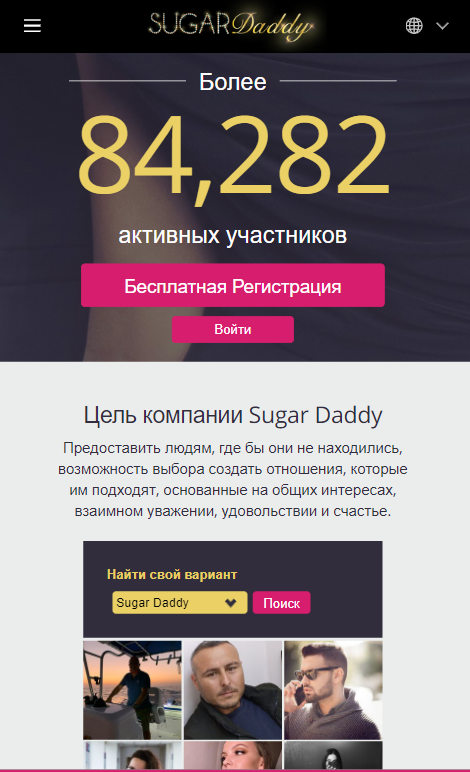 SUGAR Daddy
Более
84,282
активных участников
Бесплатная Регистрация
Войти
Цель компании Sugar Daddy
Предоставить людям, где бы они не находились,
возможность выбора создать отношения, которые
им подходят, основанные на общих интересах,
взаимном уважении, удовольствии и счастье.
Найти свой вариант
Sugar Daddy
Поиск